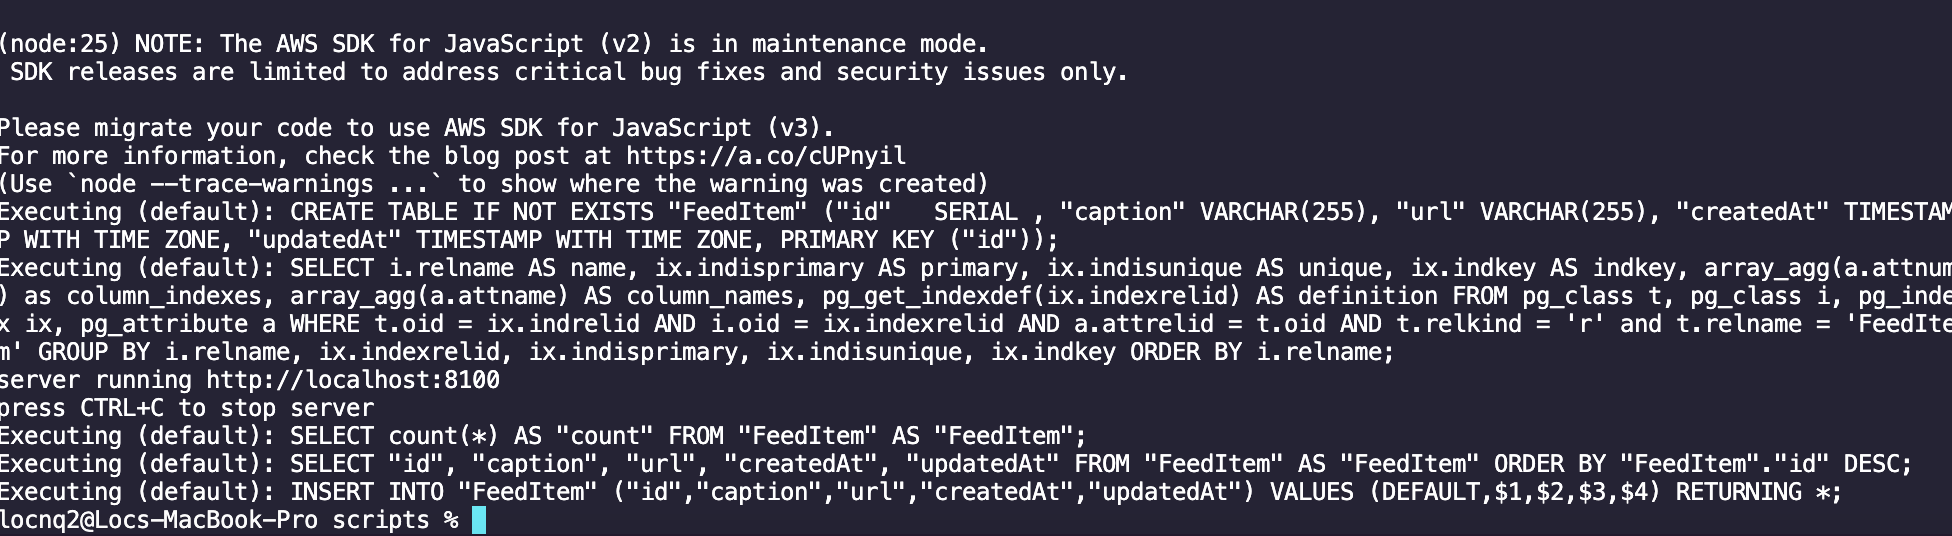 (node:25) NOTE: The AWS SDK for JavaScript (v2) is in maintenance mode.
SDK releases are limited to address critical bug fixes and security issues only.
Please migrate your code to use AWS SDK for JavaScript (v3).
For more information, check the blog post at https://a.co/cUPnyil
(Use `node --trace-warnings ...` to show where the warning was created)
Executing (default): CREATE TABLE IF NOT EXISTS "FeedItem" ("id"   SERIAL , "caption" VARCHAR(255), "url" VARCHAR(255), "createdAt" TIMESTAM
P WITH TIME ZONE, "updatedAt" TIMESTAMP WITH TIME ZONE, PRIMARY KEY ("id"));
Executing (default): SELECT i.relname AS name, ix.indisprimary AS primary, ix.indisunique AS unique, ix.indkey AS indkey, array_agg(a.attnum
) as column_indexes, array_agg(a.attname) AS column_names, pg_get_indexdef(ix.indexrelid) AS definition FROM pg_class t, pg_class i, pg_inde
x ix, pg_attribute a WHERE t.oid = ix.indrelid AND i.oid = ix.indexrelid AND a.attrelid = t.oid AND t.relkind = 'r' and t.relname = 'FeedIte
m' GROUP BY i.relname, ix.indexrelid, ix.indisprimary, ix.indisunique, ix.indkey ORDER BY i.relname;
server running http://localhost:8100
press CTRL+C to stop server
Executing (default): SELECT count(*) AS "count" FROM "FeedItem" AS "FeedItem";
Executing (default): SELECT "id", "caption", "url", "createdAt", "updatedAt" FROM "FeedItem" AS "FeedItem" ORDER BY "FeedItem"."id" DESC;
Executing (default): INSERT INTO "FeedItem" ("id","caption","url","createdAt","updatedAt") VALUES (DEFAULT,$1,$2,$3,$4) RETURNING *;
locnq2@Locs-MacBook-Pro scripts %